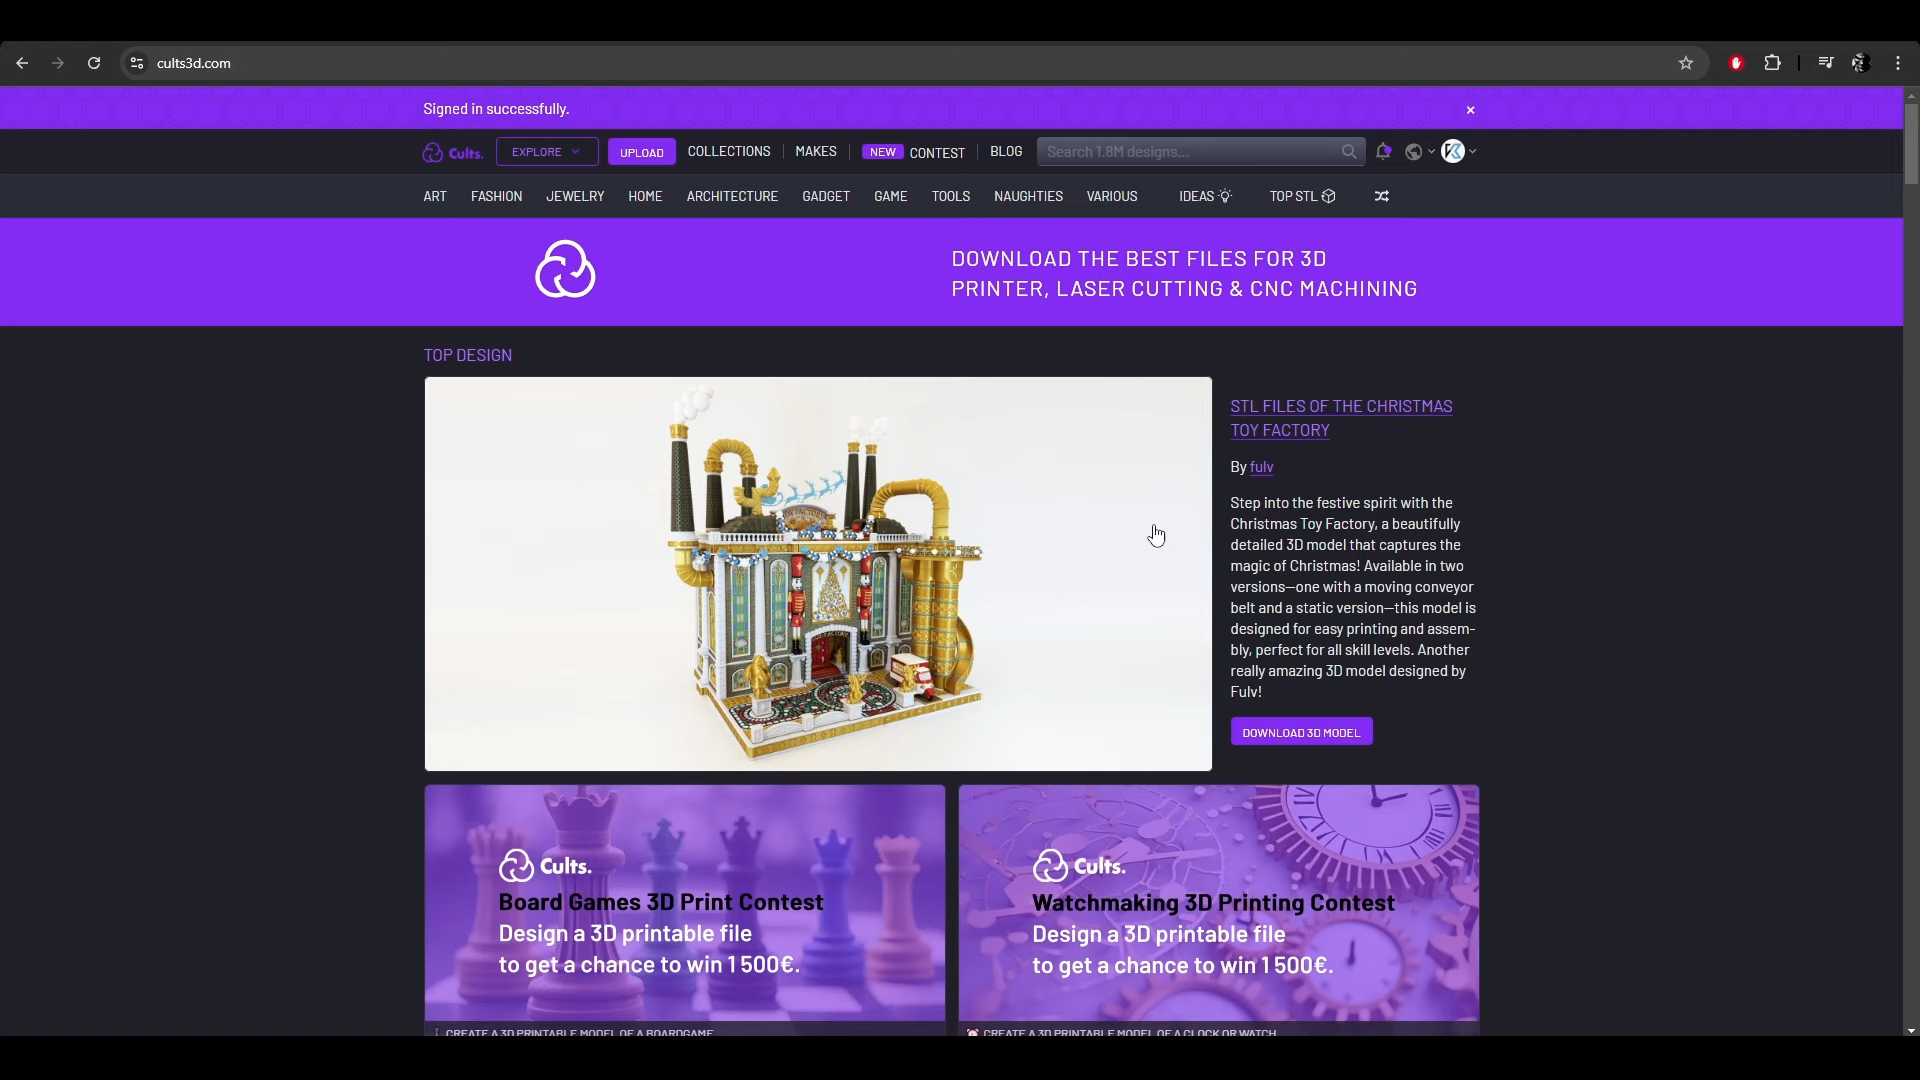 cults3d.com
Signed in successfully.
×
Cults.
EXPLORE
UPLOAD
COLLECTIONS
MAKES
NEW
CONTEST
BLOG
Search 1.8M designs...
ART
FASHION
JEWELRY
HOME
ARCHITECTURE
GADGET
GAME
TOOLS
NAUGHTIES
VARIOUS
IDEAS
TOP STL
DOWNLOAD THE BEST FILES FOR 3D
PRINTER, LASER CUTTING & CNC MACHINING
TOP DESIGN
STL FILES OF THE CHRISTMAS
TOY FACTORY
By fulv
Step into the festive spirit with the
Christmas Toy Factory, a beautifully
detailed 3D model that captures the
magic of Christmas! Available in two
versions—one with a moving conveyor
belt and a static version—this model is
designed for easy printing and assem-
bly, perfect for all skill levels. Another
really amazing 3D model designed by
Fulv!
DOWNLOAD 3D MODEL
Cults.
Board Games 3D Print Contest
Design a 3D printable file
to get a chance to win 1 500€.
Cults.
Watchmaking 3D Printing Contest
Design a 3D printable file
to get a chance to win 1 500€.
CREATE A 3D PRINTABLE MODEL OF A BOARDGAME
CREATE A 3D PRINTABLE MODEL OF A CLOCK OR WATCH